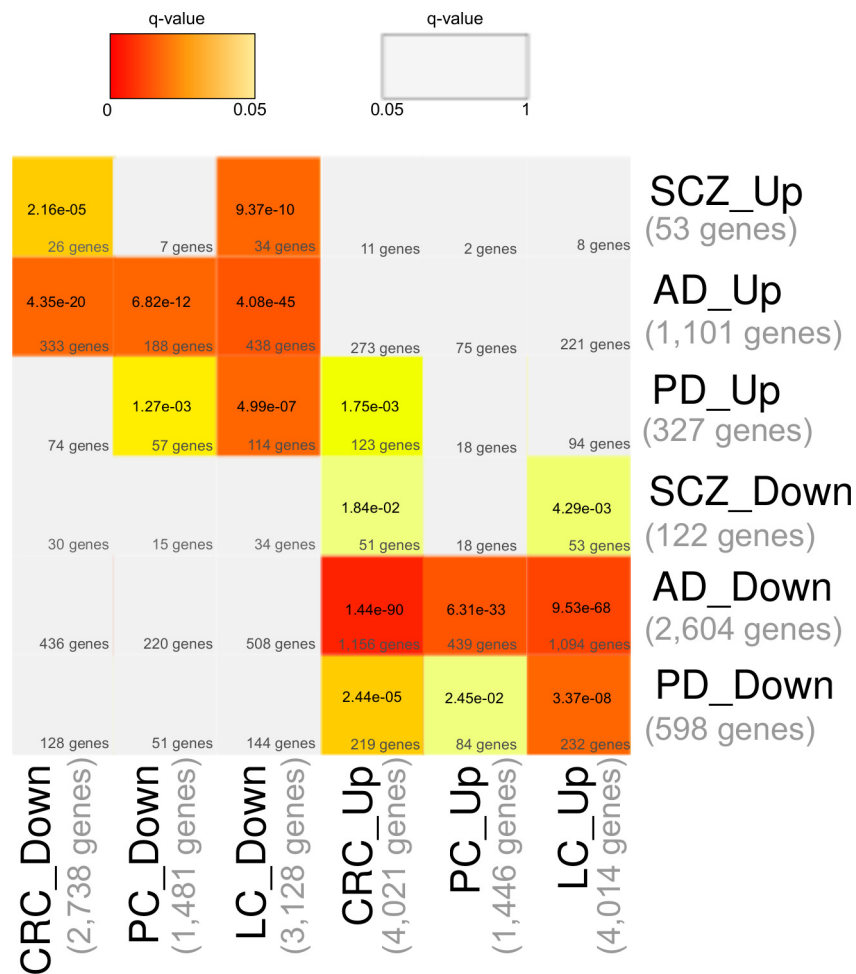 q-value
q-value
0
0.05
0.05
1
2.16e-05
9.37e-10
26 genes
7 genes
34 genes
11 genes
2 genes
8 genes
SCZ_Up
(53 genes)
4.35e-20
6.82e-12
4.08e-45
333 genes
188 genes
438 genes
273 genes
75 genes
221 genes
AD_Up
(1,101 genes)
1.27e-03
4.99e-07
1.75e-03
74 genes
57 genes
114 genes
123 genes
18 genes
94 genes
PD_Up
(327 genes)
1.84e-02
4.29e-03
30 genes
15 genes
34 genes
51 genes
18 genes
53 genes
SCZ_Down
(122 genes)
1.44e-90
6.31e-33
9.53e-68
436 genes
220 genes
508 genes
1,156 genes
439 genes
1,094 genes
AD_Down
(2,604 genes)
2.44e-05
2.45e-02
3.37e-08
128 genes
51 genes
144 genes
219 genes
84 genes
232 genes
PD_Down
(598 genes)
CRC_Down
(2,738 genes)
PC_Down
(1,481 genes)
LC_Down
(3,128 genes)
CRC_Up
(4,021 genes)
PC_Up
(1,446 genes)
LC_Up
(4,014 genes)